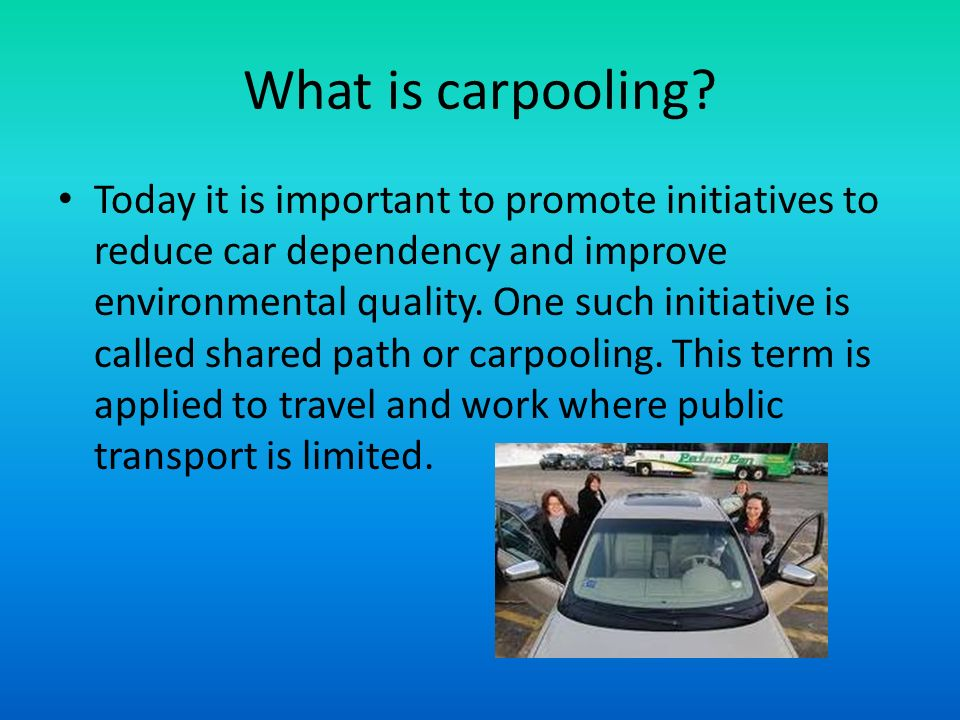 What is carpooling?
• Today it is important to promote initiatives to
reduce car dependency and improve
environmental quality. One such initiative is
called shared path or carpooling. This term is
applied to travel and work where public
transport is limited.
Peter Pan